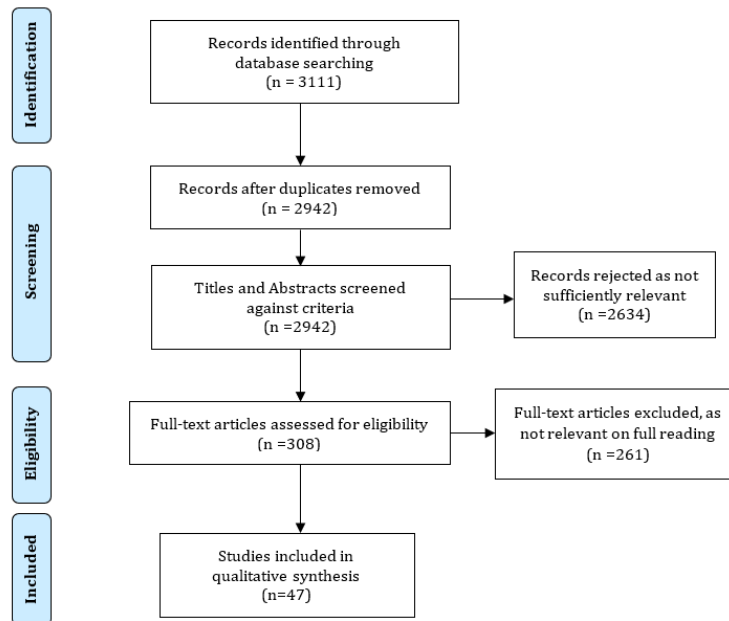 Identification
Records identified through
database searching
(n = 3111)
Screening
Records after duplicates removed
(n = 2942)
Titles and Abstracts screened
against criteria
(n =2942)
Records rejected as not
sufficiently relevant
(n =2634)
Eligibility
Full-text articles assessed for eligibility
(n =308)
Full-text articles excluded, as
not relevant on full reading
(n =261)
Included
Studies included in
qualitative synthesis
(n=47)